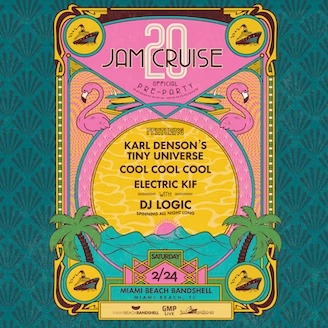 20
JAM CRUISE
OFFICIAL
PRE-PARTY
FEATURING
KARL DENSON'S
TINY UNIVERSE
COOL COOL COOL
ELECTRIC KIF
WITH
DJ LOGIC
SPINNING ALL NIGHT LONG
SATURDAY
2/24
MIAMI BEACH BANDSHELL
MIAMI BEACH, FL
MIAMIBEACHBANDSHELL
GMP
LIVE